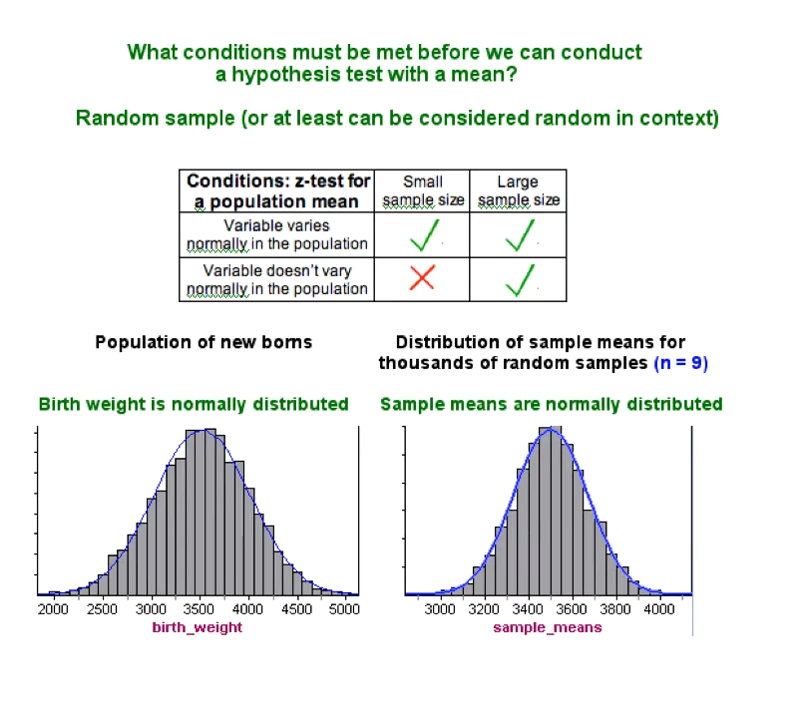 What conditions must be met before we can conduct
a hypothesis test with a mean?
Random sample (or at least can be considered random in context)
Conditions: z-test for
a population mean
Small
sample size
Large
sample size
Variable varies
normally in the population
Variable doesn't vary
normally in the population
Population of new borns
Distribution of sample means for
thousands of random samples (n = 9)
Birth weight is normally distributed
Sample means are normally distributed
2000 2500 3000 3500 4000 4500 5000
birth_weight
3000 3200 3400 3600 3800 4000
sample_means